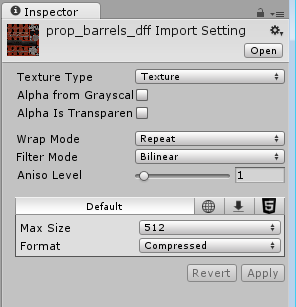 Inspector
prop_barrels_dff Import Setting
Open
Texture Type Texture
Alpha from Grayscal
Alpha Is Transparen
Wrap Mode Repeat
Filter Mode Bilinear
Aniso Level 1
Default
Max Size 512
Format Compressed
Revert Apply